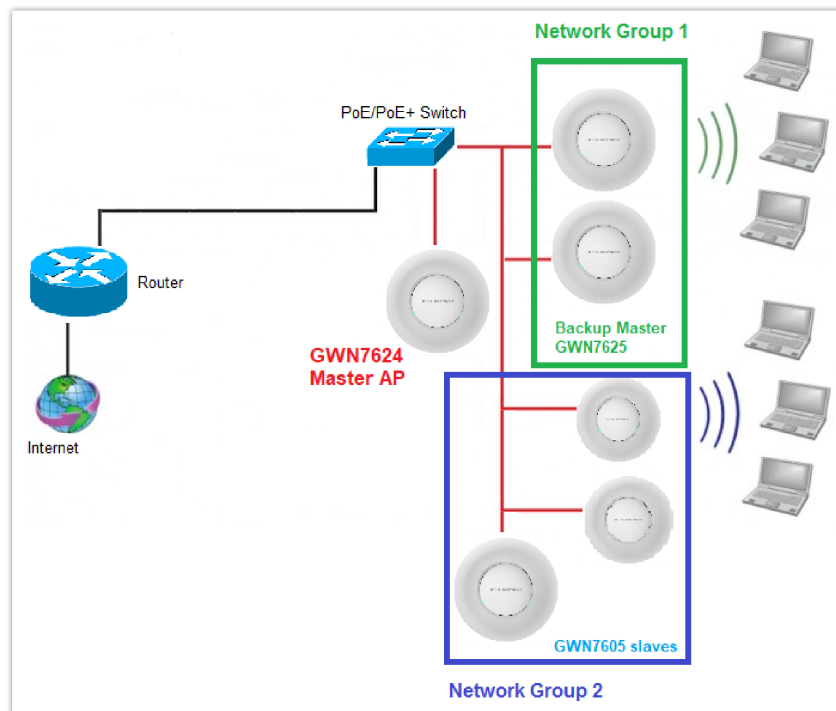 Network Group 1
PoE/PoE+ Switch
Router
GWN7624
Master AP
Backup Master
GWN7625
Internet
GWN7605 slaves
Network Group 2